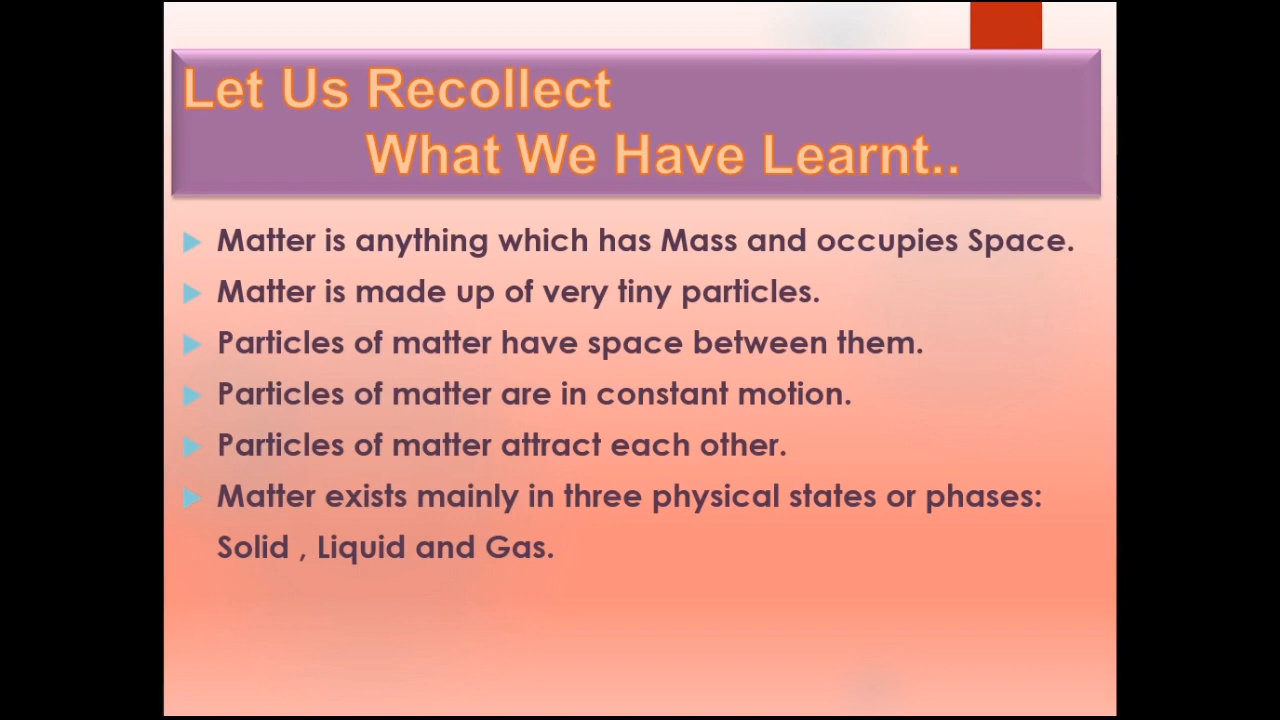 Let Us Recollect
What We Have Learnt..
Matter is anything which has Mass and occupies Space.
Matter is made up of very tiny particles.
Particles of matter have space between them.
Particles of matter are in constant motion.
Particles of matter attract each other.
Matter exists mainly in three physical states or phases:
Solid , Liquid and Gas.